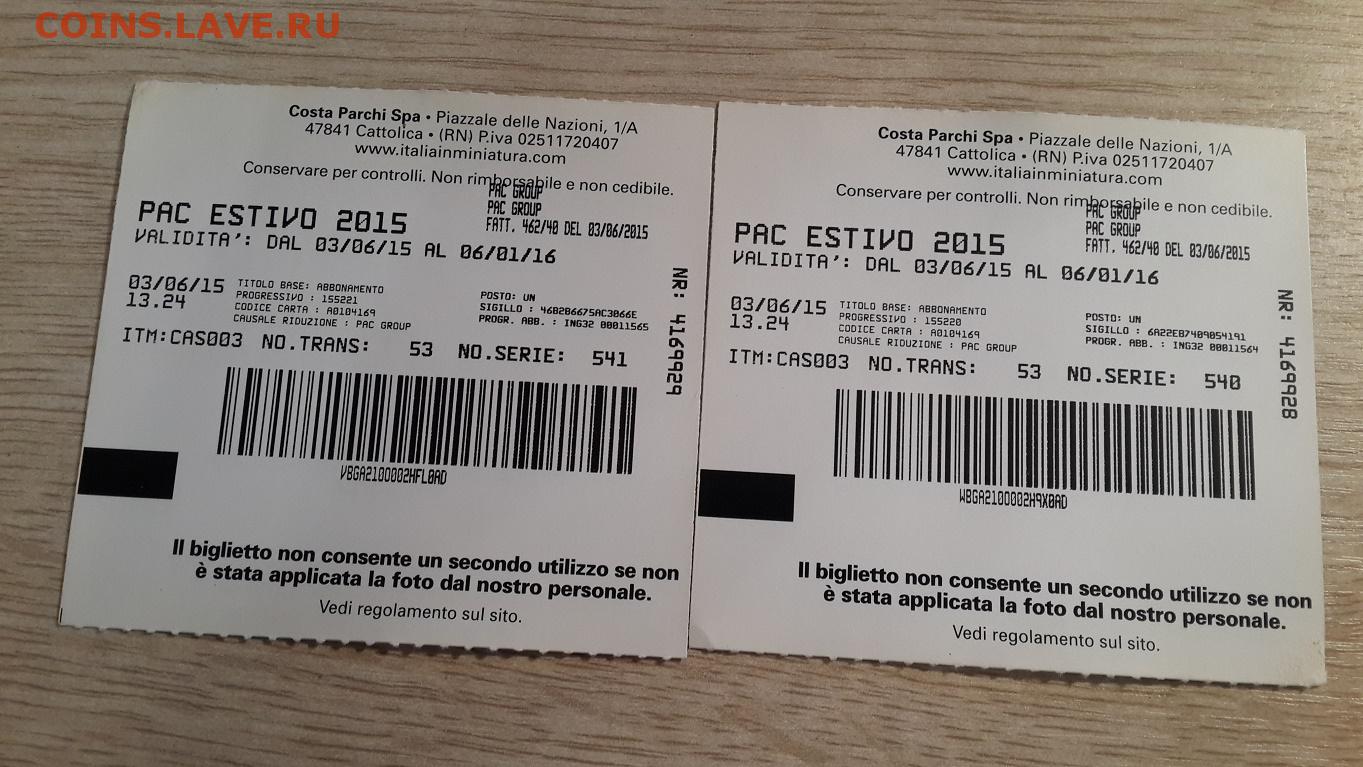 COINS.LAVE.RU
Costa Parchi Spa • Piazzale delle Nazioni, 1/A
47841 Cattolica • (RN) P.iva 02511720407
www.italiainminiatura.com
Conservare per controlli. Non rimborsabile e non cedibile.
PAC GROUP
PAC ESTIVO 2015
PAC GROUP
FATT. 462/40 DEL 03/06/2015
VALIDITA': DAL 03/06/15 AL 06/01/16
03/06/15
13.24
TITOLO BASE: ABBONAMENTO
PROGRESSIVO : 155221
CODICE CARTA : A0104169
CAUSALE RIDUZIONE : PAC GROUP
POSTO: UN
SIGILLO : 46B2B6675AC3066E
PROGR. ABB. : ING32 00011565
ITM:CAS003 NO.TRANS: 53 NO.SERIE: 541
NR: 4169929
VBGA2100002HFL0AD
Il biglietto non consente un secondo utilizzo se non
è stata applicata la foto dal nostro personale.
Vedi regolamento sul sito.
Costa Parchi Spa • Piazzale delle Nazioni, 1/A
47841 Cattolica • (RN) P.iva 02511720407
www.italiainminiatura.com
Conservare per controlli. Non rimborsabile e non cedibile.
PAC GROUP
PAC ESTIVO 2015
PAC GROUP
FATT. 462/40 DEL 03/06/2015
VALIDITA': DAL 03/06/15 AL 06/01/16
03/06/15
13.24
TITOLO BASE: ABBONAMENTO
PROGRESSIVO : 155220
CODICE CARTA : A0104169
CAUSALE RIDUZIONE : PAC GROUP
POSTO: UN
SIGILLO : 6A22EB7409054191
PROGR. ABB. : ING32 00011564
ITM:CAS003 NO.TRANS: 53 NO.SERIE: 540
NR: 4169928
WBGA2100002H9X0AD
Il biglietto non consente un secondo utilizzo se non
è stata applicata la foto dal nostro personale.
Vedi regolamento sul sito.